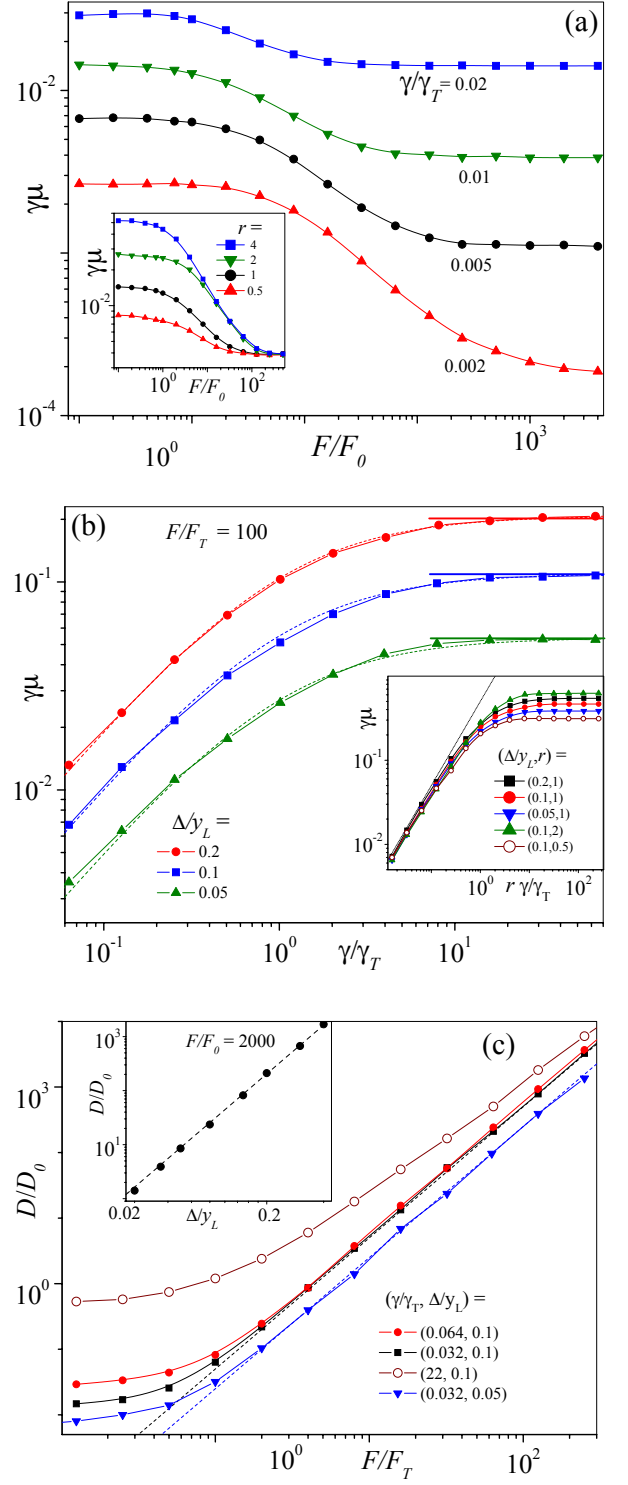 (a)
10^-2
γ/γ_T = 0.02
0.01
γμ
0.005
10^-3
r =
4
2
1
0.5
γμ
10^-2
10^0
10^2
F/F_0
0.002
10^-4
10^0
10^3
F/F_0
(b)
F/F_T = 100
10^-1
γμ
γμ
10^-1
(Δ/y_L,r) =
(0.2,1)
(0.1,1)
(0.05,1)
(0.1,2)
(0.1,0.5)
10^-2
10^0
10^2
r γ/γ_T
10^-2
Δ/y_L =
0.2
0.1
0.05
10^-1
10^0
10^1
γ/γ_T
(c)
10^3
F/F_0 = 2000
D/D_0
10^1
0.02
0.2
Δ/y_L
10^3
D/D_0
10^0
(γ/γ_T, Δ/y_L) =
(0.064, 0.1)
(0.032, 0.1)
(22, 0.1)
(0.032, 0.05)
10^0
10^2
F/F_T